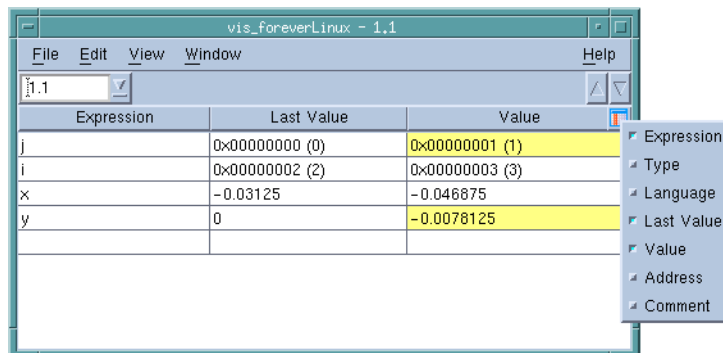 vis_foreverLinux - 1.1
File Edit View Window Help
1.1
Expression Last Value Value
j 0x00000000 (0) 0x00000001 (1)
i 0x00000002 (2) 0x00000003 (3)
x -0.03125 -0.046875
y 0 -0.0078125
Expression
Type
Language
Last Value
Value
Address
Comment